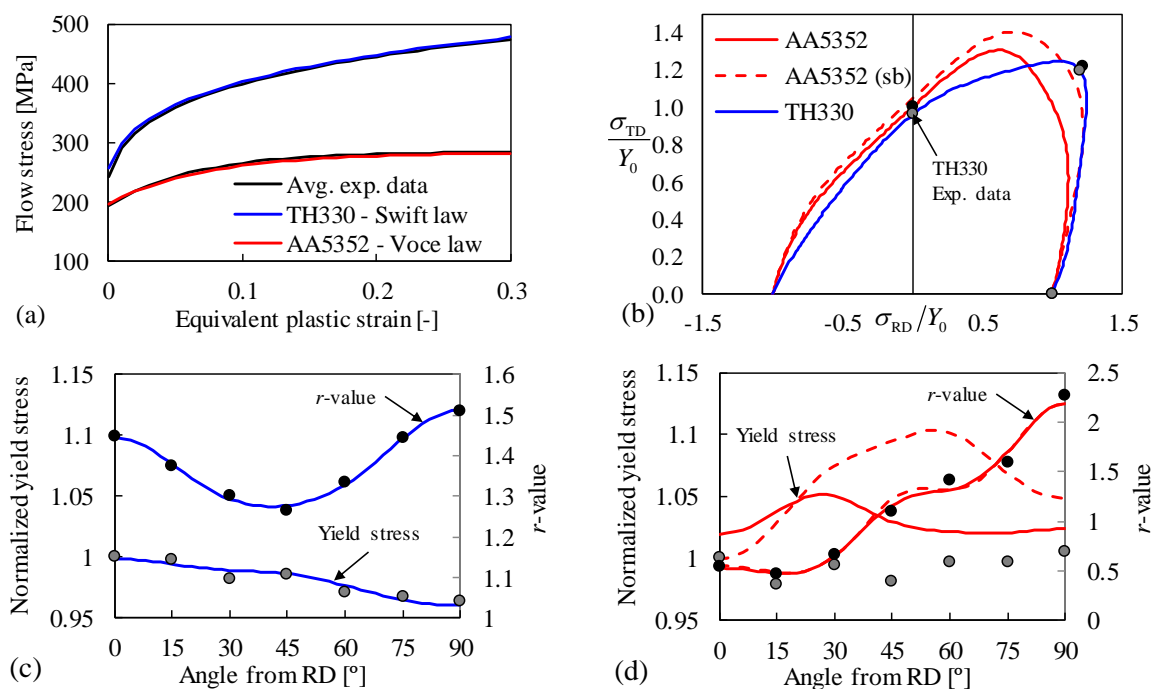 500
400
300
200
100
Flow stress [MPa]
Avg. exp. data
TH330 - Swift law
AA5352 - Voce law
0
0.1
0.2
0.3
Equivalent plastic strain [-]
(a)
1.4
1.2
1.0
0.8
0.6
0.4
0.2
0.0
σTD
Y0
AA5352
AA5352 (sb)
TH330
TH330
Exp. data
-1.5
-0.5
0.5
1.5
σRD/Y0
(b)
1.15
1.1
1.05
1
0.95
Normalized yield stress
r-value
Yield stress
1.6
1.5
1.4
1.3
1.2
1.1
1
r-value
0
15
30
45
60
75
90
Angle from RD [º]
(c)
1.15
1.10
1.05
1.00
0.95
Normalized yield stress
r-value
Yield stress
2.5
2
1.5
1
0.5
0
r-value
0
15
30
45
60
75
90
Angle from RD [º]
(d)